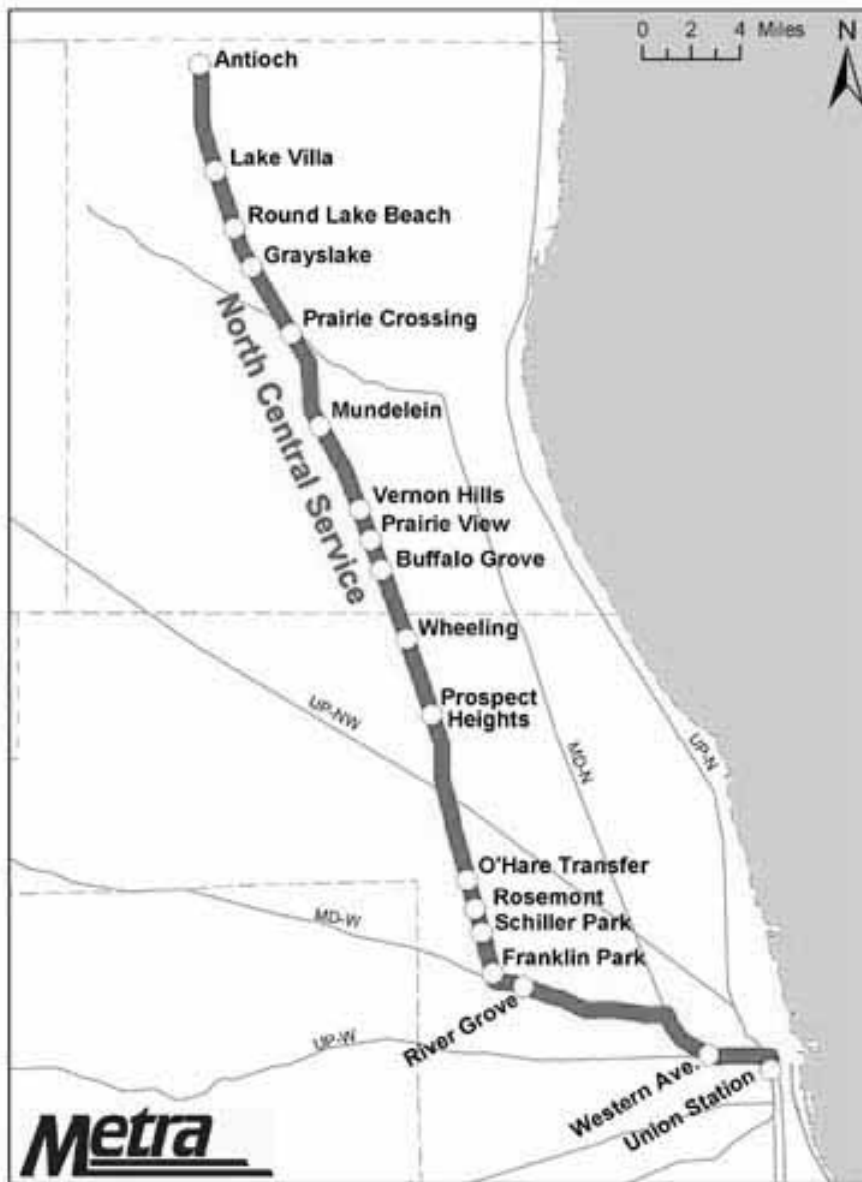 0 2 4 Miles N
Antioch
Lake Villa
Round Lake Beach
Grayslake
Prairie Crossing
North Central Service
Mundelein
Vernon Hills
Prairie View
Buffalo Grove
Wheeling
Prospect
Heights
UP-NW
MD-N
UP-N
O'Hare Transfer
Rosemont
Schiller Park
MD-W
Franklin Park
River Grove
UP-W
Western Ave.
Union Station
Metra